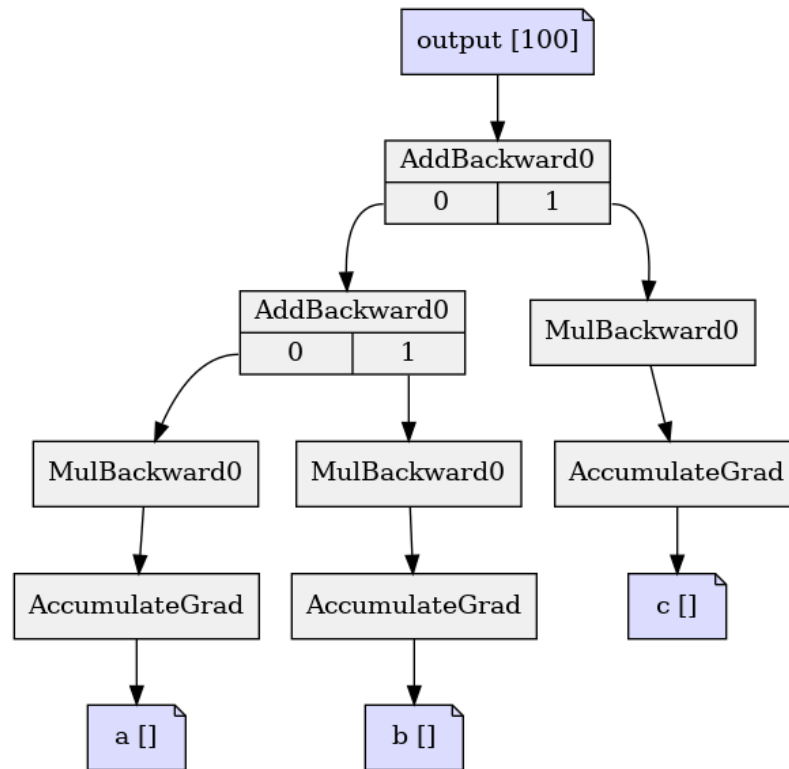 output [100]
AddBackward0
0 1
AddBackward0
0 1
MulBackward0
MulBackward0
MulBackward0
AccumulateGrad
AccumulateGrad
AccumulateGrad
c []
a []
b []